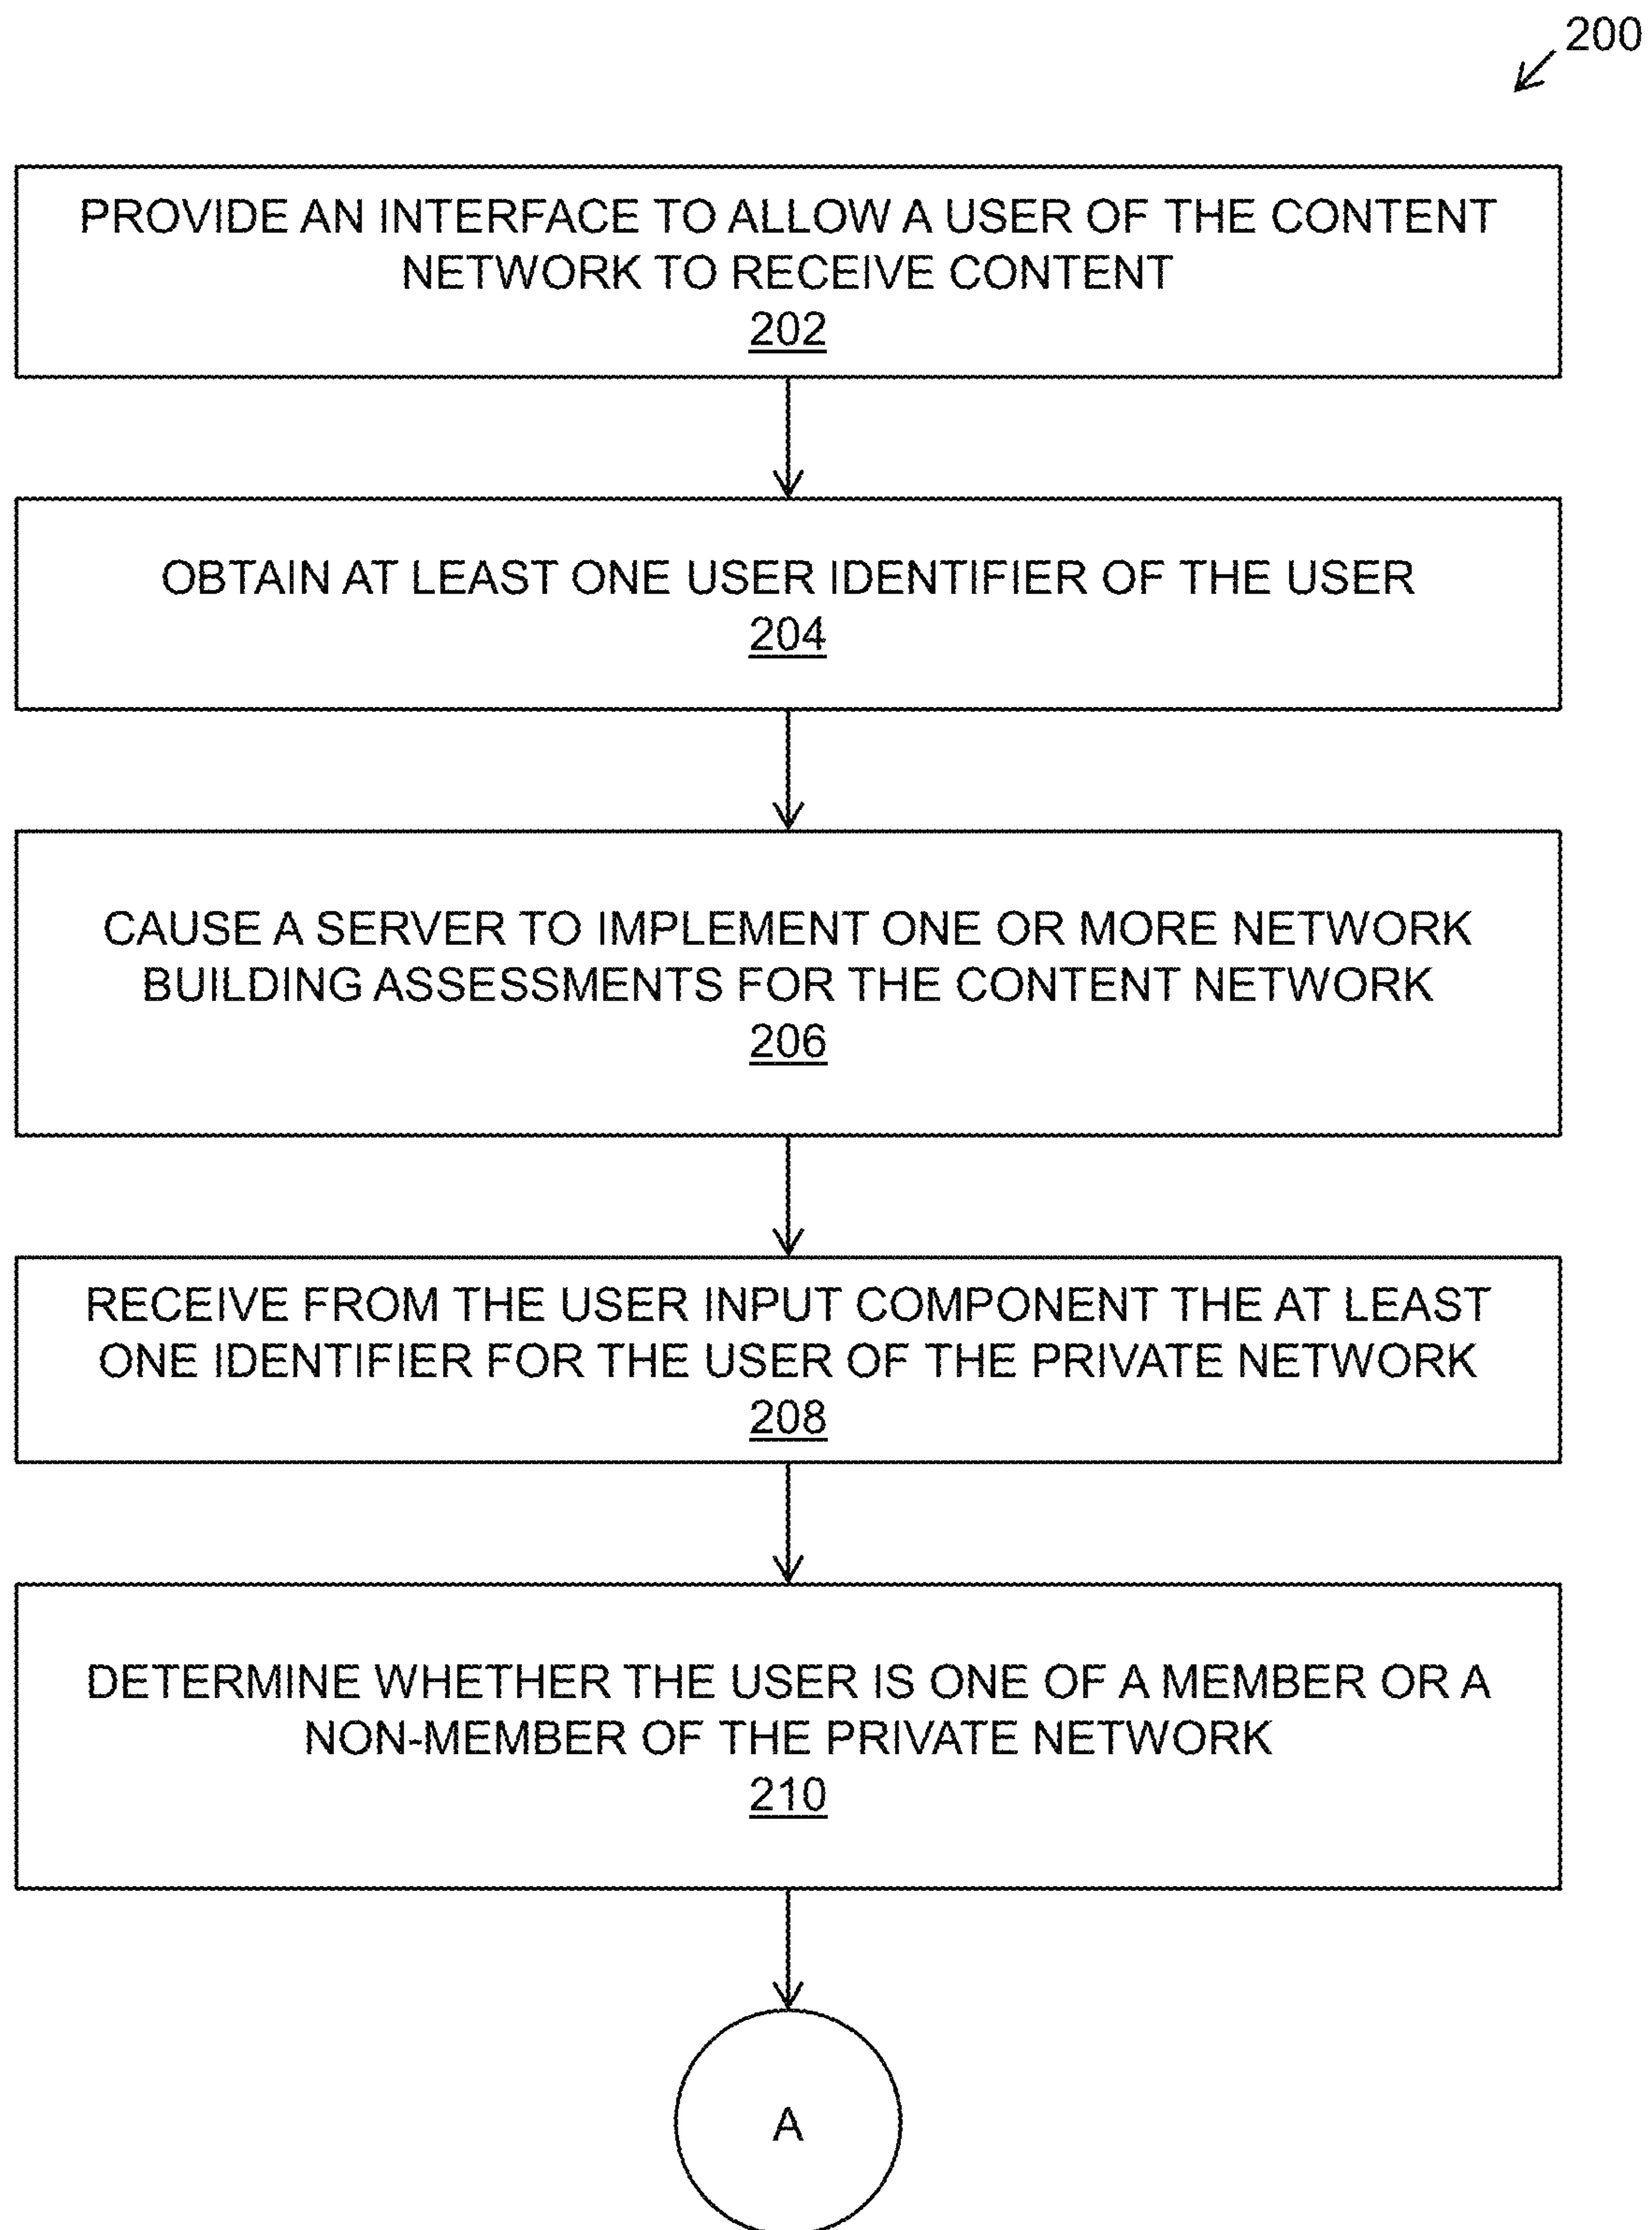 200
PROVIDE AN INTERFACE TO ALLOW A USER OF THE CONTENT
NETWORK TO RECEIVE CONTENT
202
OBTAIN AT LEAST ONE USER IDENTIFIER OF THE USER
204
CAUSE A SERVER TO IMPLEMENT ONE OR MORE NETWORK
BUILDING ASSESSMENTS FOR THE CONTENT NETWORK
206
RECEIVE FROM THE USER INPUT COMPONENT THE AT LEAST
ONE IDENTIFIER FOR THE USER OF THE PRIVATE NETWORK
208
DETERMINE WHETHER THE USER IS ONE OF A MEMBER OR A
NON-MEMBER OF THE PRIVATE NETWORK
210
A